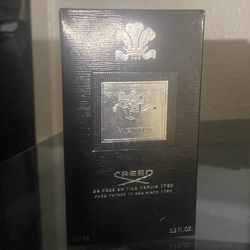 AVENTUS
CREED
DE PÈRE EN FILS DEPUIS 1760
FROM FATHER TO SON SINCE 1760
3.3 FL.OZ.